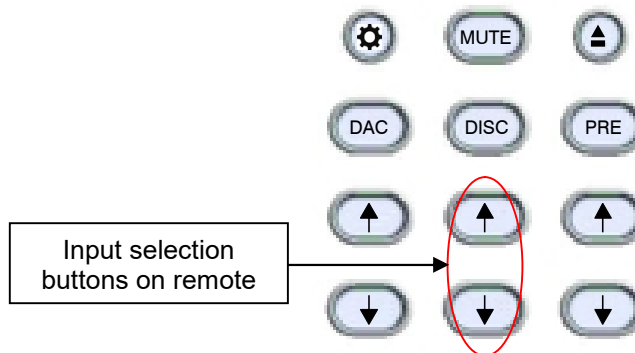 MUTE
DAC DISC PRE
Input selection
buttons on remote